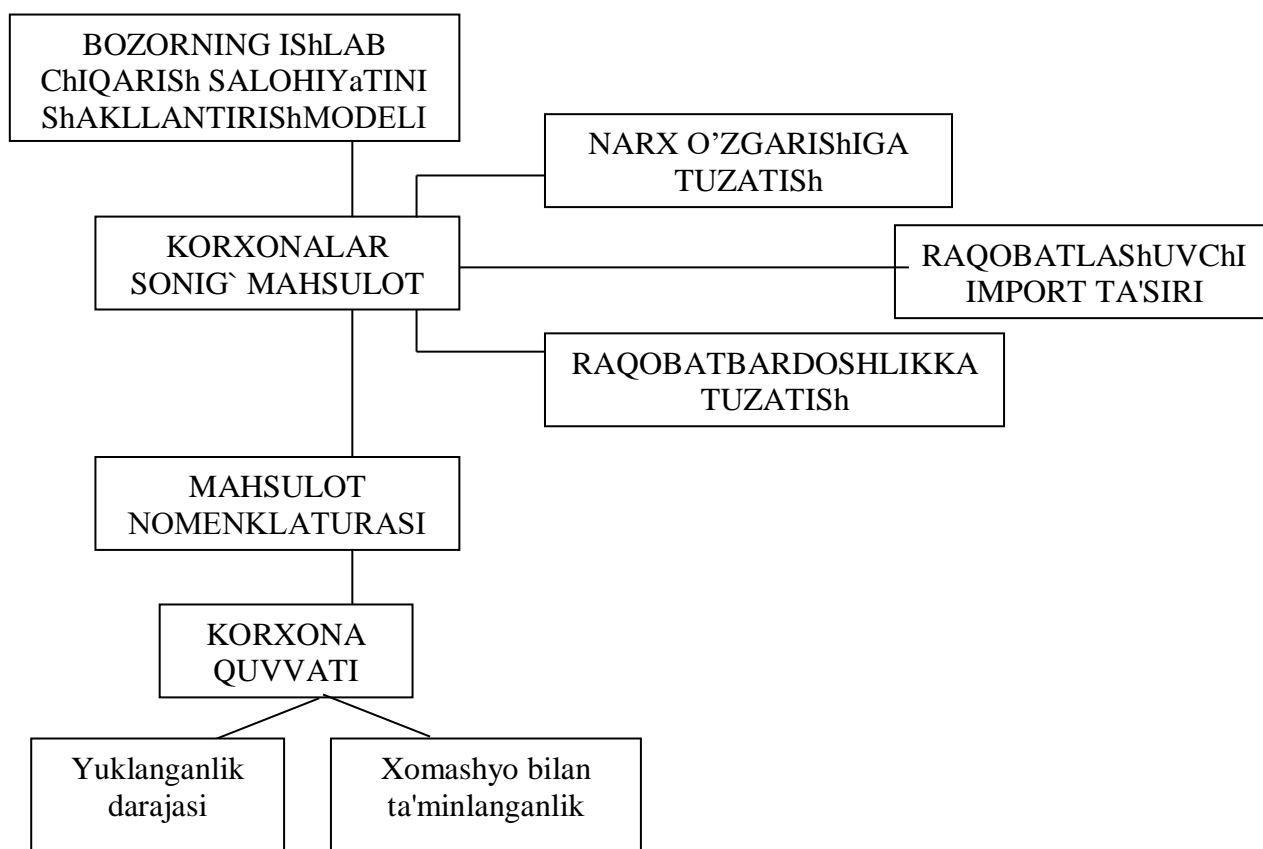 BOZORNING IShLAB
ChIQARISh SALOHIYaTINI
ShAKLLANTIRIShMODELI
NARX O’ZGARIShIGA
TUZATISh
KORXONALAR
SONIG` MAHSULOT
RAQOBATLAShUVChI
IMPORT TA'SIRI
RAQOBATBARDOSHLIKKA
TUZATISh
MAHSULOT
NOMENKLATURASI
KORXONA
QUVVATI
Yuklanganlik
darajasi
Xomashyo bilan
ta'minlanganlik